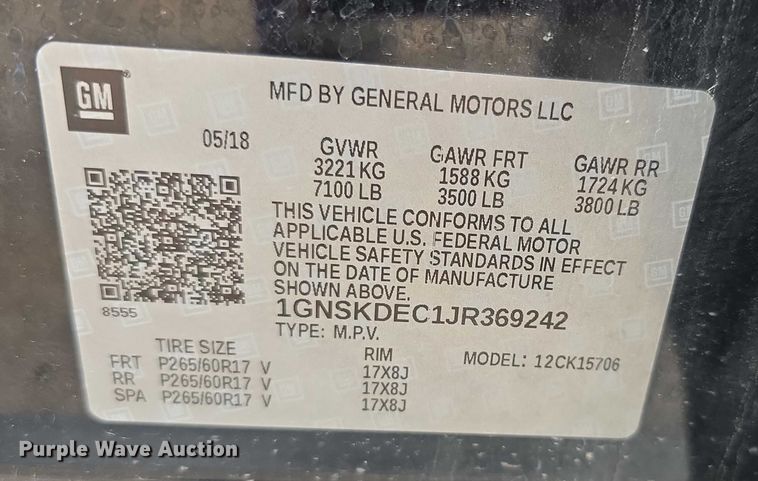 GM
MFD BY GENERAL MOTORS LLC
05/18
GVWR
3221 KG
7100 LB
GAWR FRT
1588 KG
3500 LB
GAWR RR
1724 KG
3800 LB
THIS VEHICLE CONFORMS TO ALL
APPLICABLE U.S. FEDERAL MOTOR
VEHICLE SAFETY STANDARDS IN EFFECT
ON THE DATE OF MANUFACTURE
SHOWN ABOVE.
8555
1GNSKDEC1JR369242
TYPE: M.P.V.
TIRE SIZE
RIM
MODEL: 12CK15706
FRT P265/60R17 V 17X8J
RR P265/60R17 V 17X8J
SPA P265/60R17 V 17X8J
Purple Wave Auction